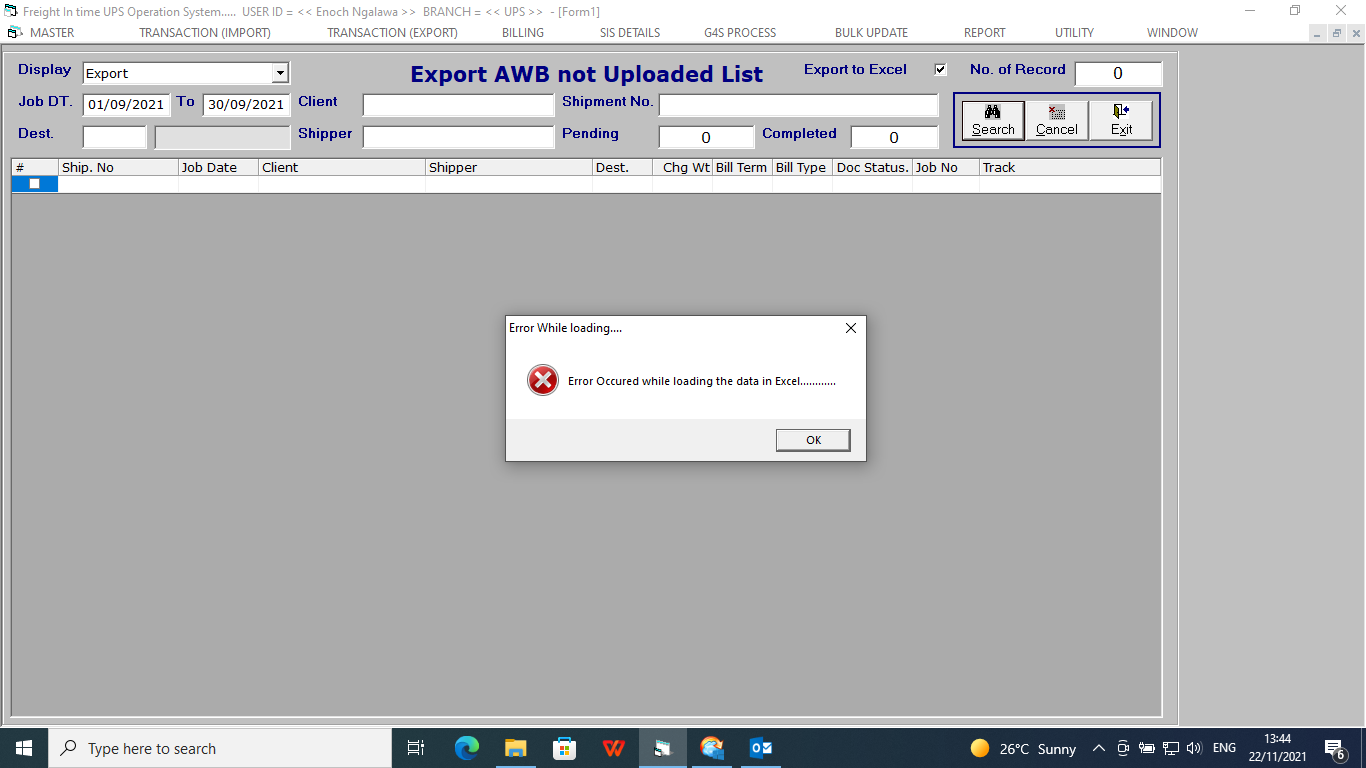 Freight In time UPS Operation System..... USER ID = << Enoch Ngalawa >> BRANCH = << UPS >> - [Form1]
MASTER TRANSACTION (IMPORT) TRANSACTION (EXPORT) BILLING SIS DETAILS G4S PROCESS BULK UPDATE REPORT UTILITY WINDOW
Display Export Export AWB not Uploaded List Export to Excel No. of Record 0
Job DT. 01/09/2021 To 30/09/2021 Client Shipment No.
Dest. Shipper Pending 0 Completed 0
Search Cancel Exit
# Ship. No Job Date Client Shipper Dest. Chg Wt Bill Term Bill Type Doc Status. Job No Track
Error While loading....
Error Occured while loading the data in Excel............
OK
Type here to search
26°C Sunny
ENG
13:44
22/11/2021
6